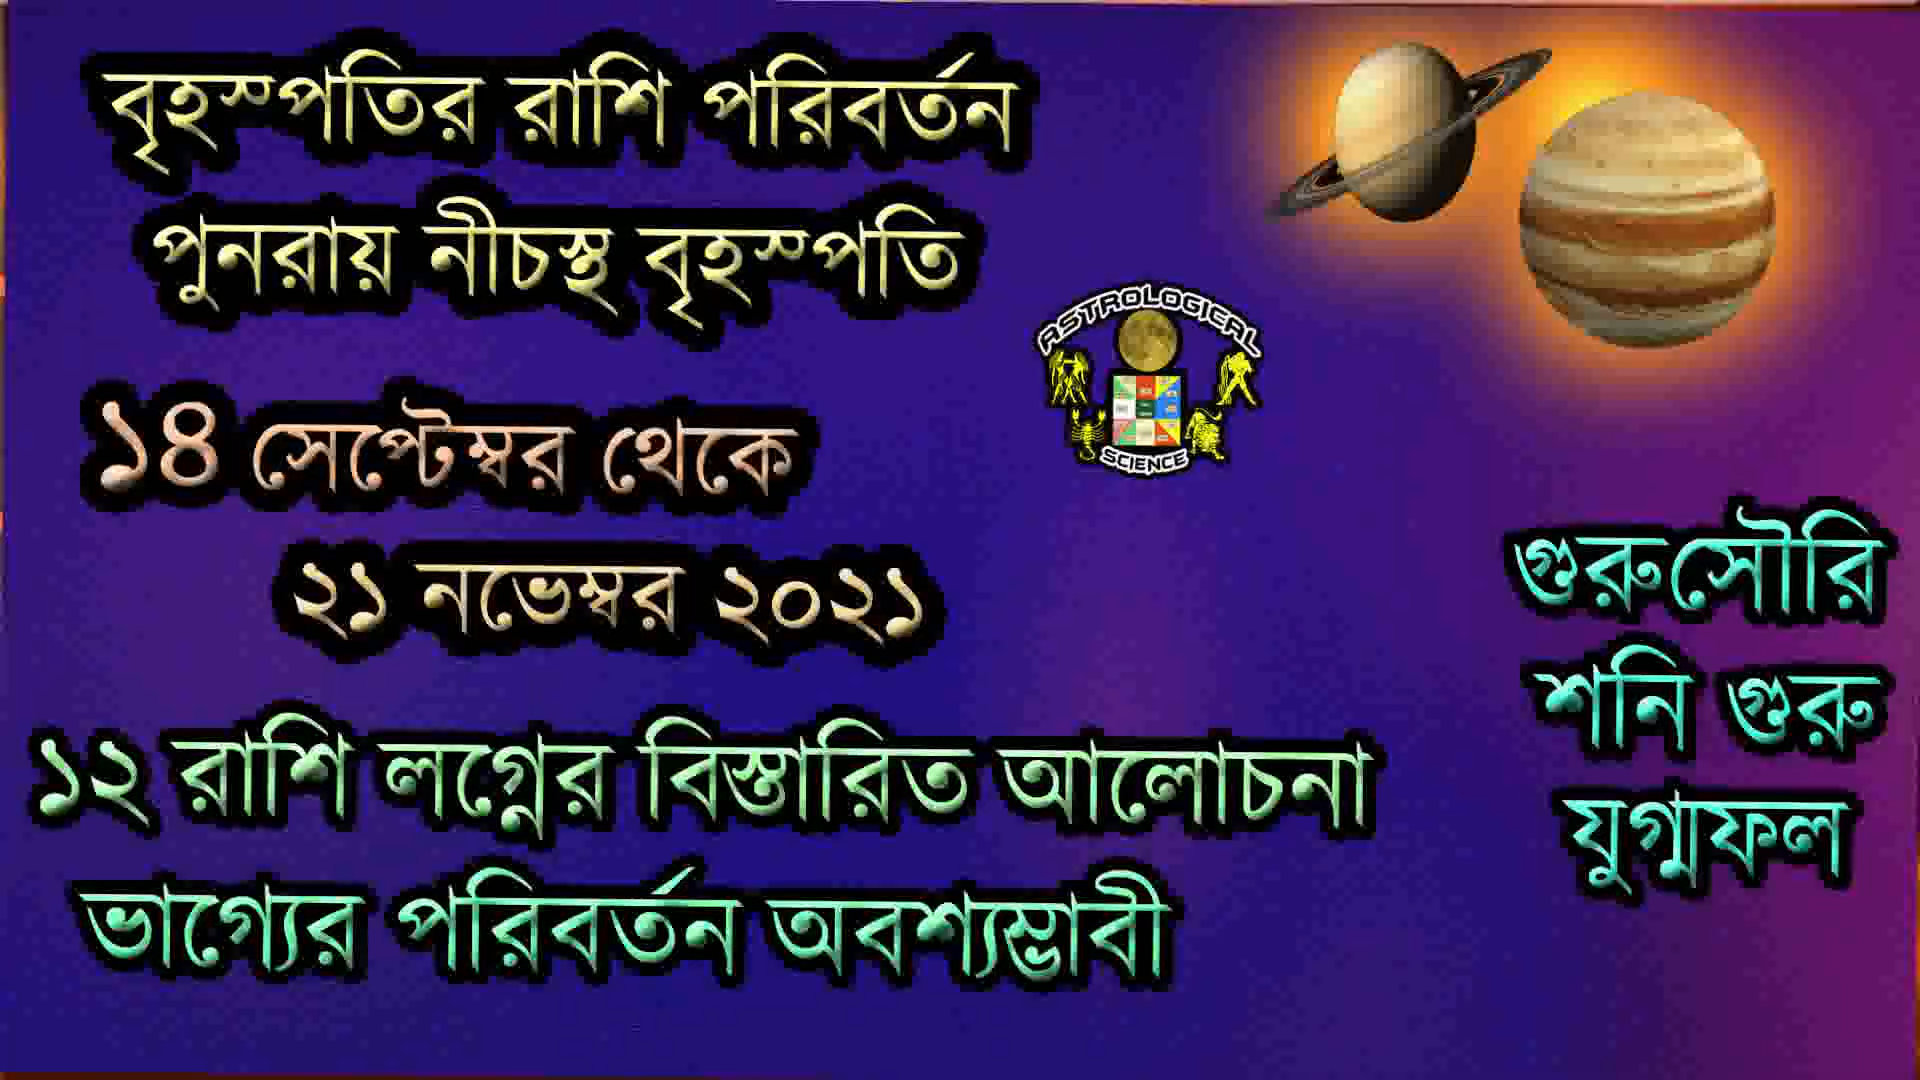 বৃহস্পতির রাশি পরিবর্তন
পুনরায় নীচস্থ বৃহস্পতি
১৪ সেপ্টেম্বর থেকে
২১ নভেম্বর ২০২১
১২ রাশি লগ্নের বিস্তারিত আলোচনা
ভাগ্যের পরিবর্তন অবশ্যম্ভাবী
ASTROLOGICAL
SCIENCE
গুরুসৌরি
শনি গুরু
যুগ্মফল